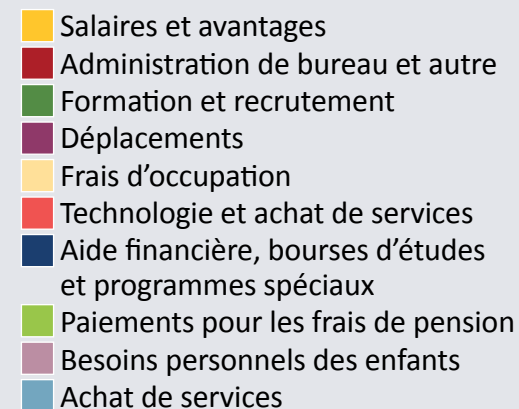 Salaires et avantages
Administration de bureau et autre
Formation et recrutement
Déplacements
Frais d’occupation
Technologie et achat de services
Aide financière, bourses d’études
et programmes spéciaux
Paiements pour les frais de pension
Besoins personnels des enfants
Achat de services